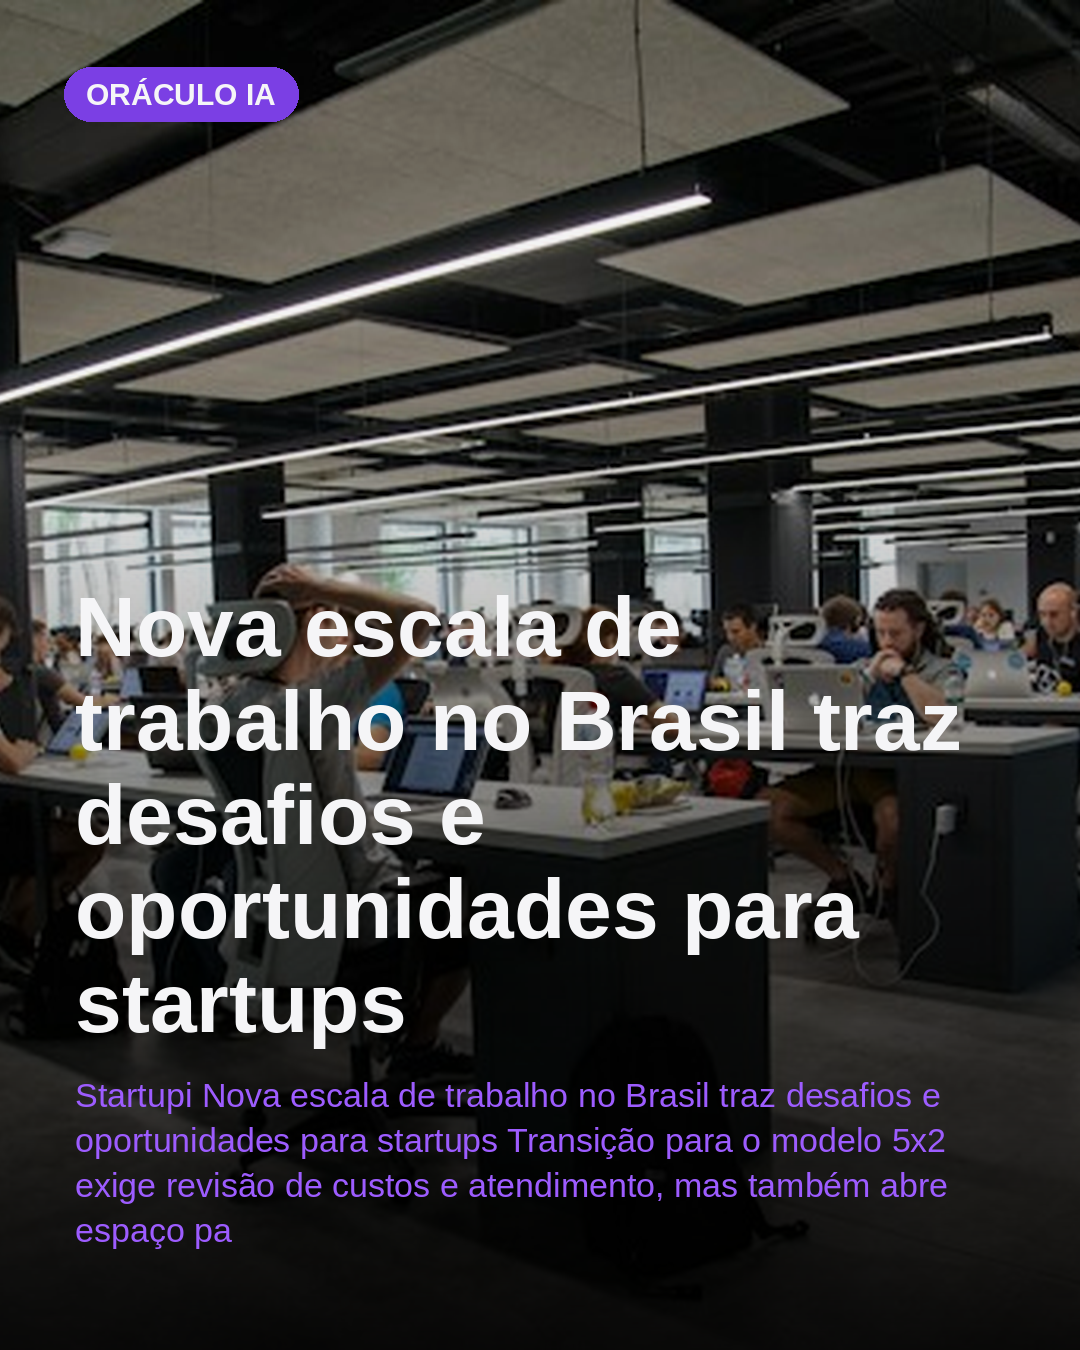 ORÁCULO IA
Nova escala de
trabalho no Brasil traz
desafios e
oportunidades para
startups
Startupi Nova escala de trabalho no Brasil traz desafios e
oportunidades para startups Transição para o modelo 5x2
exige revisão de custos e atendimento, mas também abre
espaço pa